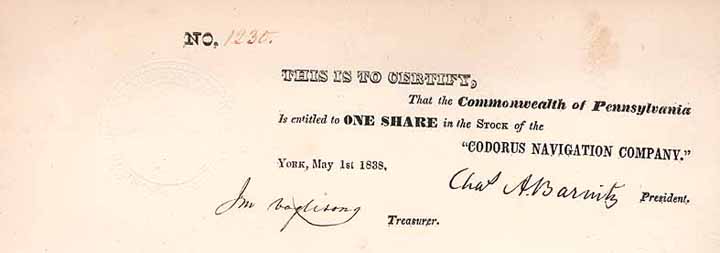 NO. 1230.
THIS IS TO CERTIFY,
That the Commonwealth of Pennsylvania
Is entitled to ONE SHARE in the STOCK of the
"CODORUS NAVIGATION COMPANY."
YORK, May 1st 1838,
Chas A. Barnitz President.
Treasurer.